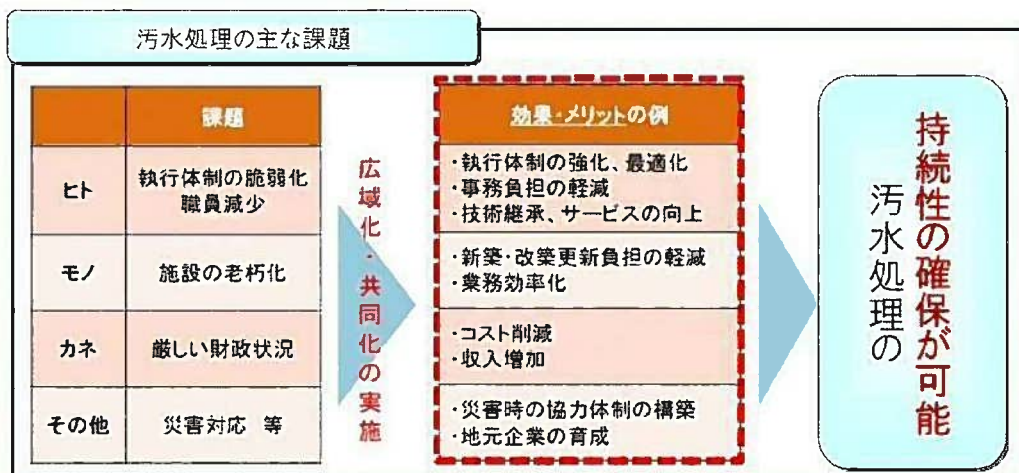 汚水処理の主な課題
課題
ヒト
執行体制の脆弱化
職員減少
モノ
施設の老朽化
カネ
厳しい財政状況
その他
災害対応 等
広域化・共同化の実施
効果・メリットの例
・執行体制の強化、最適化
・事務負担の軽減
・技術継承、サービスの向上
・新築・改築更新負担の軽減
・業務効率化
・コスト削減
・収入増加
・災害時の協力体制の構築
・地元企業の育成
汚水処理の
持続性の確保が可能